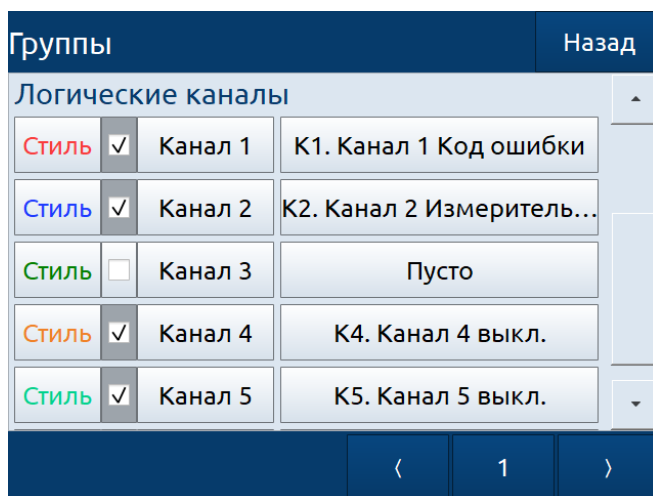 Группы Назад
Логические каналы
Стиль Канал 1 К1. Канал 1 Код ошибки
Стиль Канал 2 К2. Канал 2 Измеритель...
Стиль Канал 3 Пусто
Стиль Канал 4 К4. Канал 4 выкл.
Стиль Канал 5 К5. Канал 5 выкл.
〈 1 〉